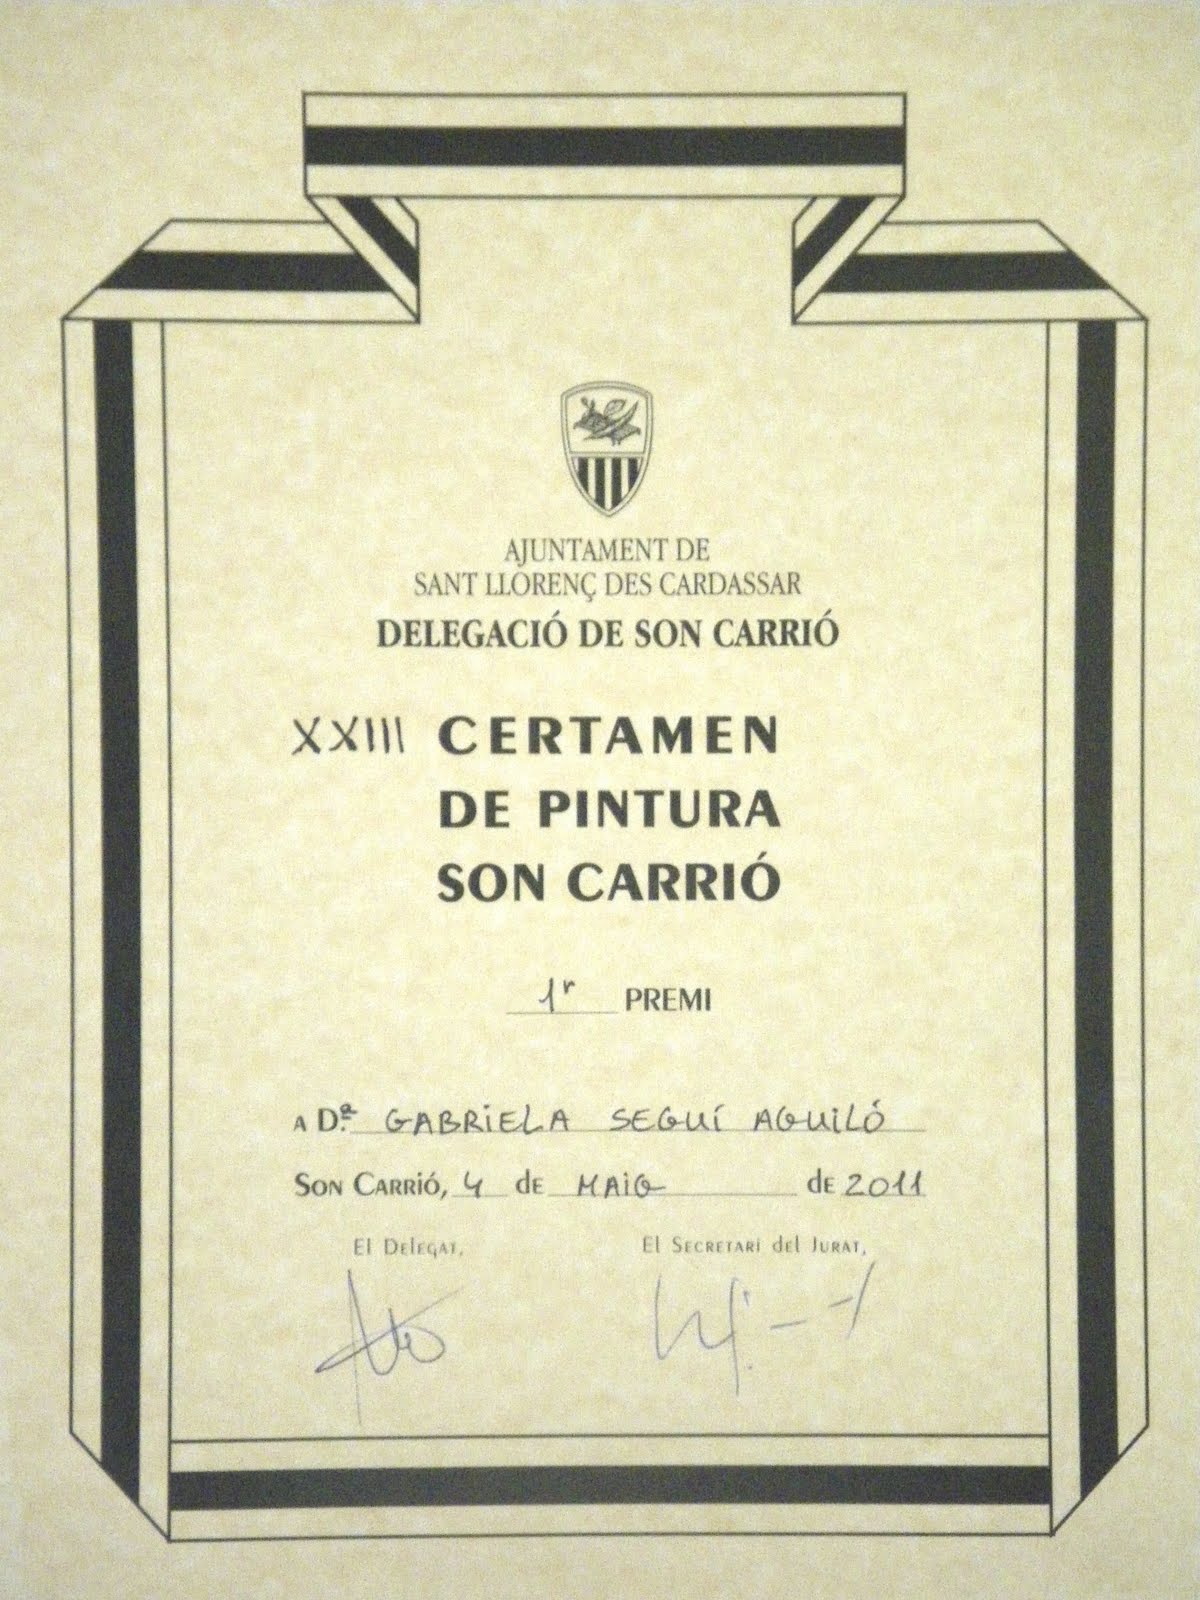 AJUNTAMENT DE
SANT LLORENÇ DES CARDASSAR
DELEGACIÓ DE SON CARRIÓ
XXIII CERTAMEN
DE PINTURA
SON CARRIÓ
1r PREMI
A D.ª GABRIELA SEGUÍ AGUILÓ
SON CARRIÓ, 4 DE MAIG DE 2011
El Delegat, El Secretari del Jurat,